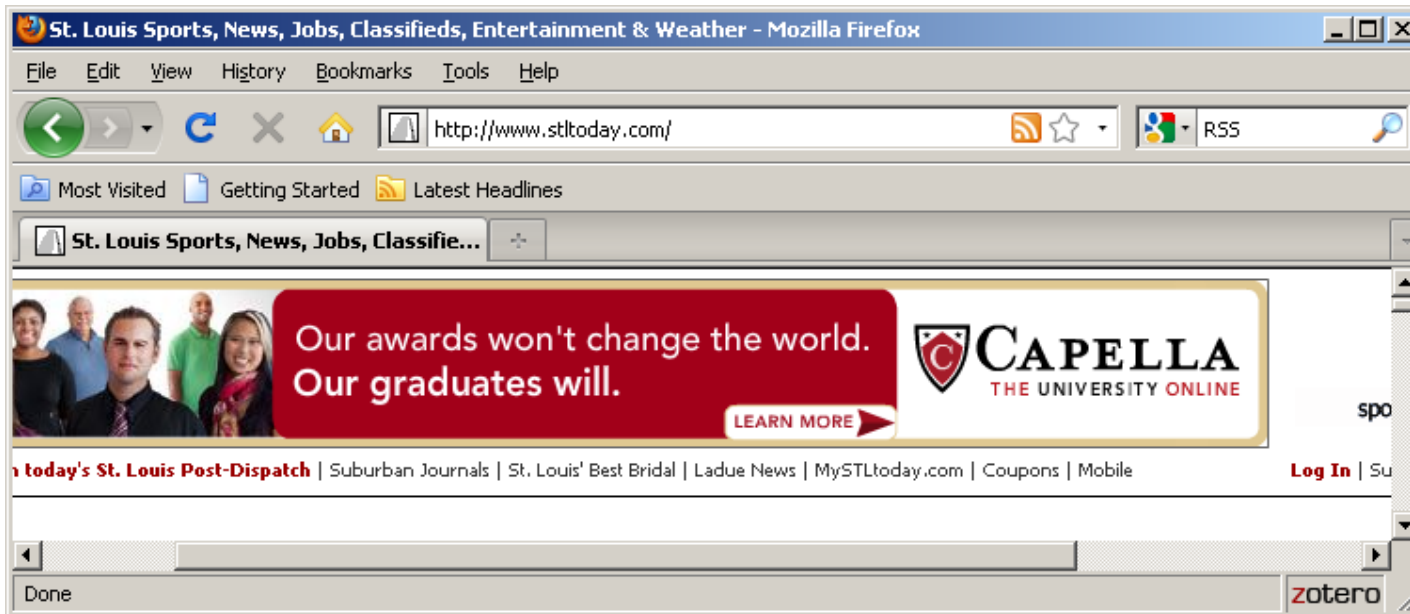 St. Louis Sports, News, Jobs, Classifieds, Entertainment & Weather - Mozilla Firefox
File Edit View History Bookmarks Tools Help
http://www.stltoday.com/ RSS
Most Visited Getting Started Latest Headlines
St. Louis Sports, News, Jobs, Classifie...
Our awards won't change the world.
Our graduates will.
LEARN MORE
C CAPELLA
THE UNIVERSITY ONLINE
spo
n today's St. Louis Post-Dispatch | Suburban Journals | St. Louis' Best Bridal | Ladue News | MySTLtoday.com | Coupons | Mobile Log In | Su
Done zotero